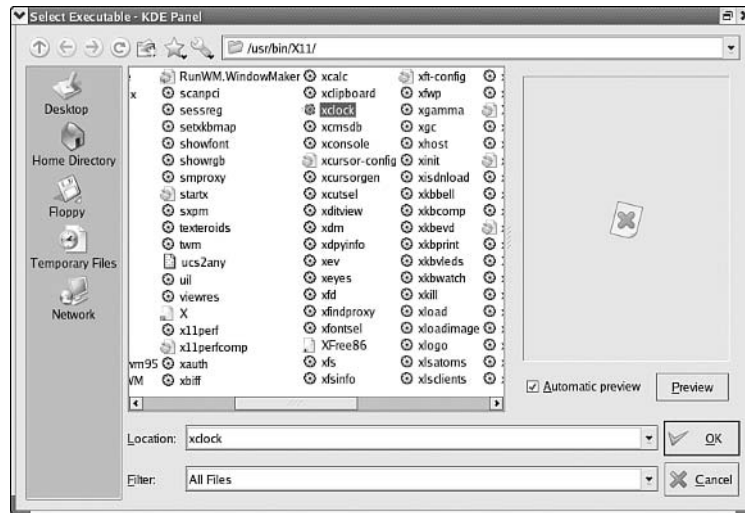 Select Executable - KDE Panel
/usr/bin/X11/
Desktop
Home Directory
Floppy
Temporary Files
Network
x
vm95
VM
RunWM.WindowMaker
scanpci
sessreg
setxkbmap
showfont
showrgb
smproxy
startx
sxpm
texteroids
twm
ucs2any
uil
viewres
X
x11perf
x11perfcomp
xauth
xbiff
xcalc
xclipboard
xclock
xcmsdb
xconsole
xcursor-config
xcursorgen
xcutsel
xditview
xdm
xdpyinfo
xev
xeyes
xfd
xfindproxy
xfontsel
XFree86
xfs
xfsinfo
xft-config
xfwp
xgamma
xgc
xhost
xinit
xisdnload
xkbbell
xkbcomp
xkbevd
xkbprint
xkbvleds
xkbwatch
xkill
xload
xloadimage
xlogo
xlsatoms
xlsclients
Automatic preview
Preview
Location: xclock
OK
Filter: All Files
Cancel